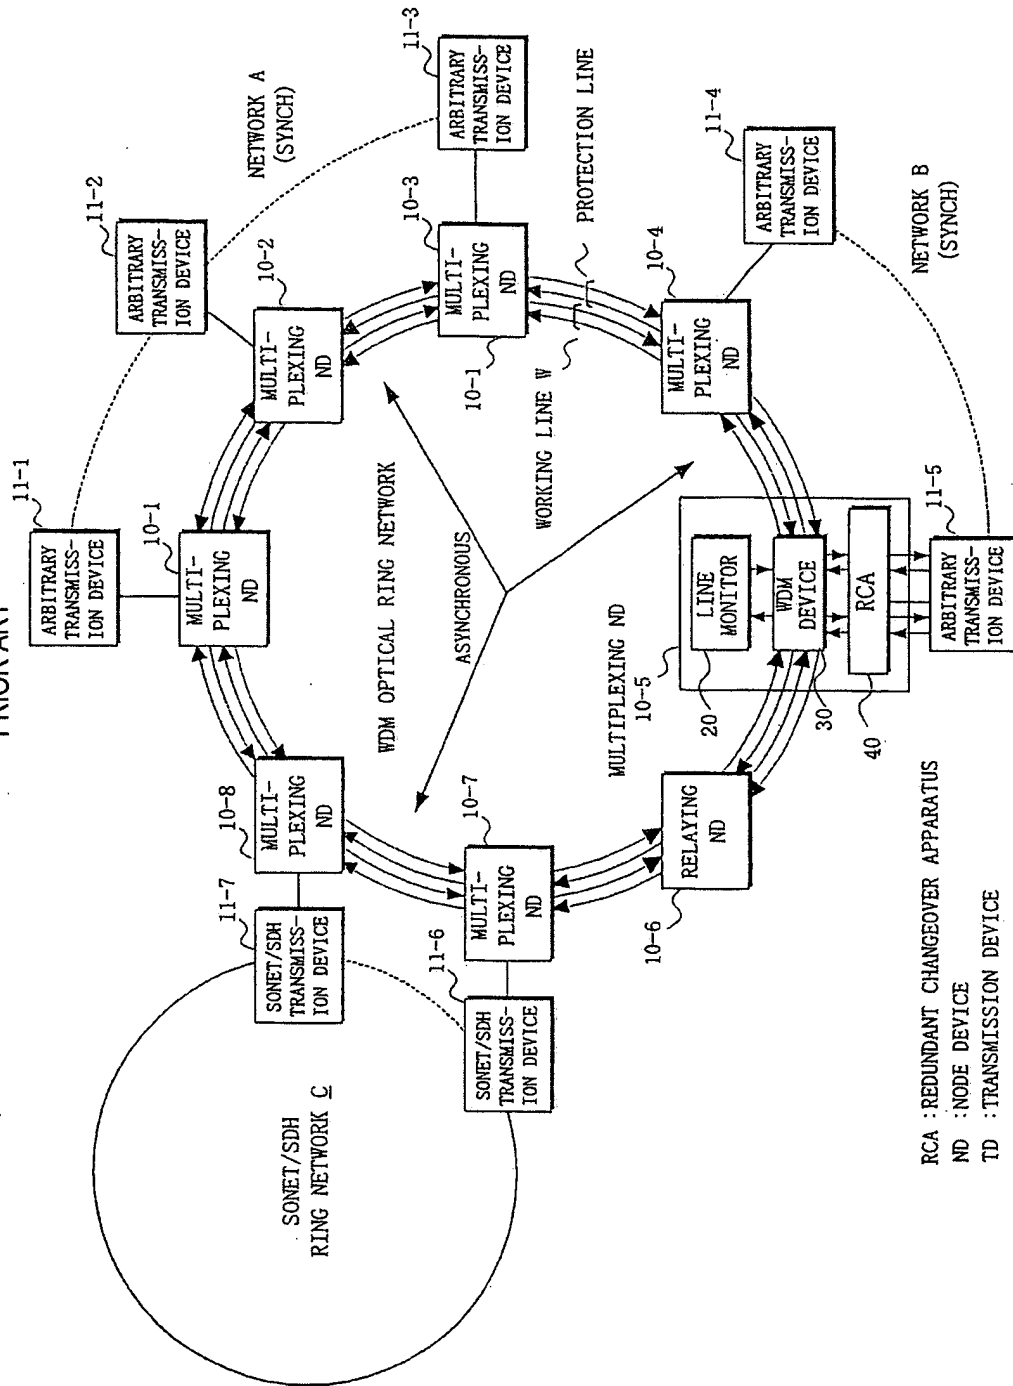 PRIOR ART
11-1
ARBITRARY
TRANSMISS-
ION DEVICE
11-2
ARBITRARY
TRANSMISS-
ION DEVICE
NETWORK A
(SYNCH)
11-3
ARBITRARY
TRANSMISS-
ION DEVICE
10-1
MULTI-
PLEXING
ND
10-2
MULTI-
PLEXING
ND
10-3
MULTI-
PLEXING
ND
10-1
PROTECTION LINE
WORKING LINE W
10-4
MULTI-
PLEXING
ND
11-4
ARBITRARY
TRANSMISS-
ION DEVICE
NETWORK B
(SYNCH)
WDM OPTICAL RING NETWORK
ASYNCHRONOUS
10-8
MULTI-
PLEXING
ND
11-7
SONET/SDH
TRANSMISS-
ION DEVICE
10-7
MULTI-
PLEXING
ND
11-6
SONET/SDH
TRANSMISS-
ION DEVICE
SONET/SDH
RING NETWORK C
RELAYING
ND
10-6
MULTIPLEXING ND
10-5
LINE
MONITOR
20
WDM
DEVICE
30
RCA
40
11-5
ARBITRARY
TRANSMISS-
ION DEVICE
RCA :REDUNDANT CHANGEOVER APPARATUS
ND :NODE DEVICE
TD :TRANSMISSION DEVICE